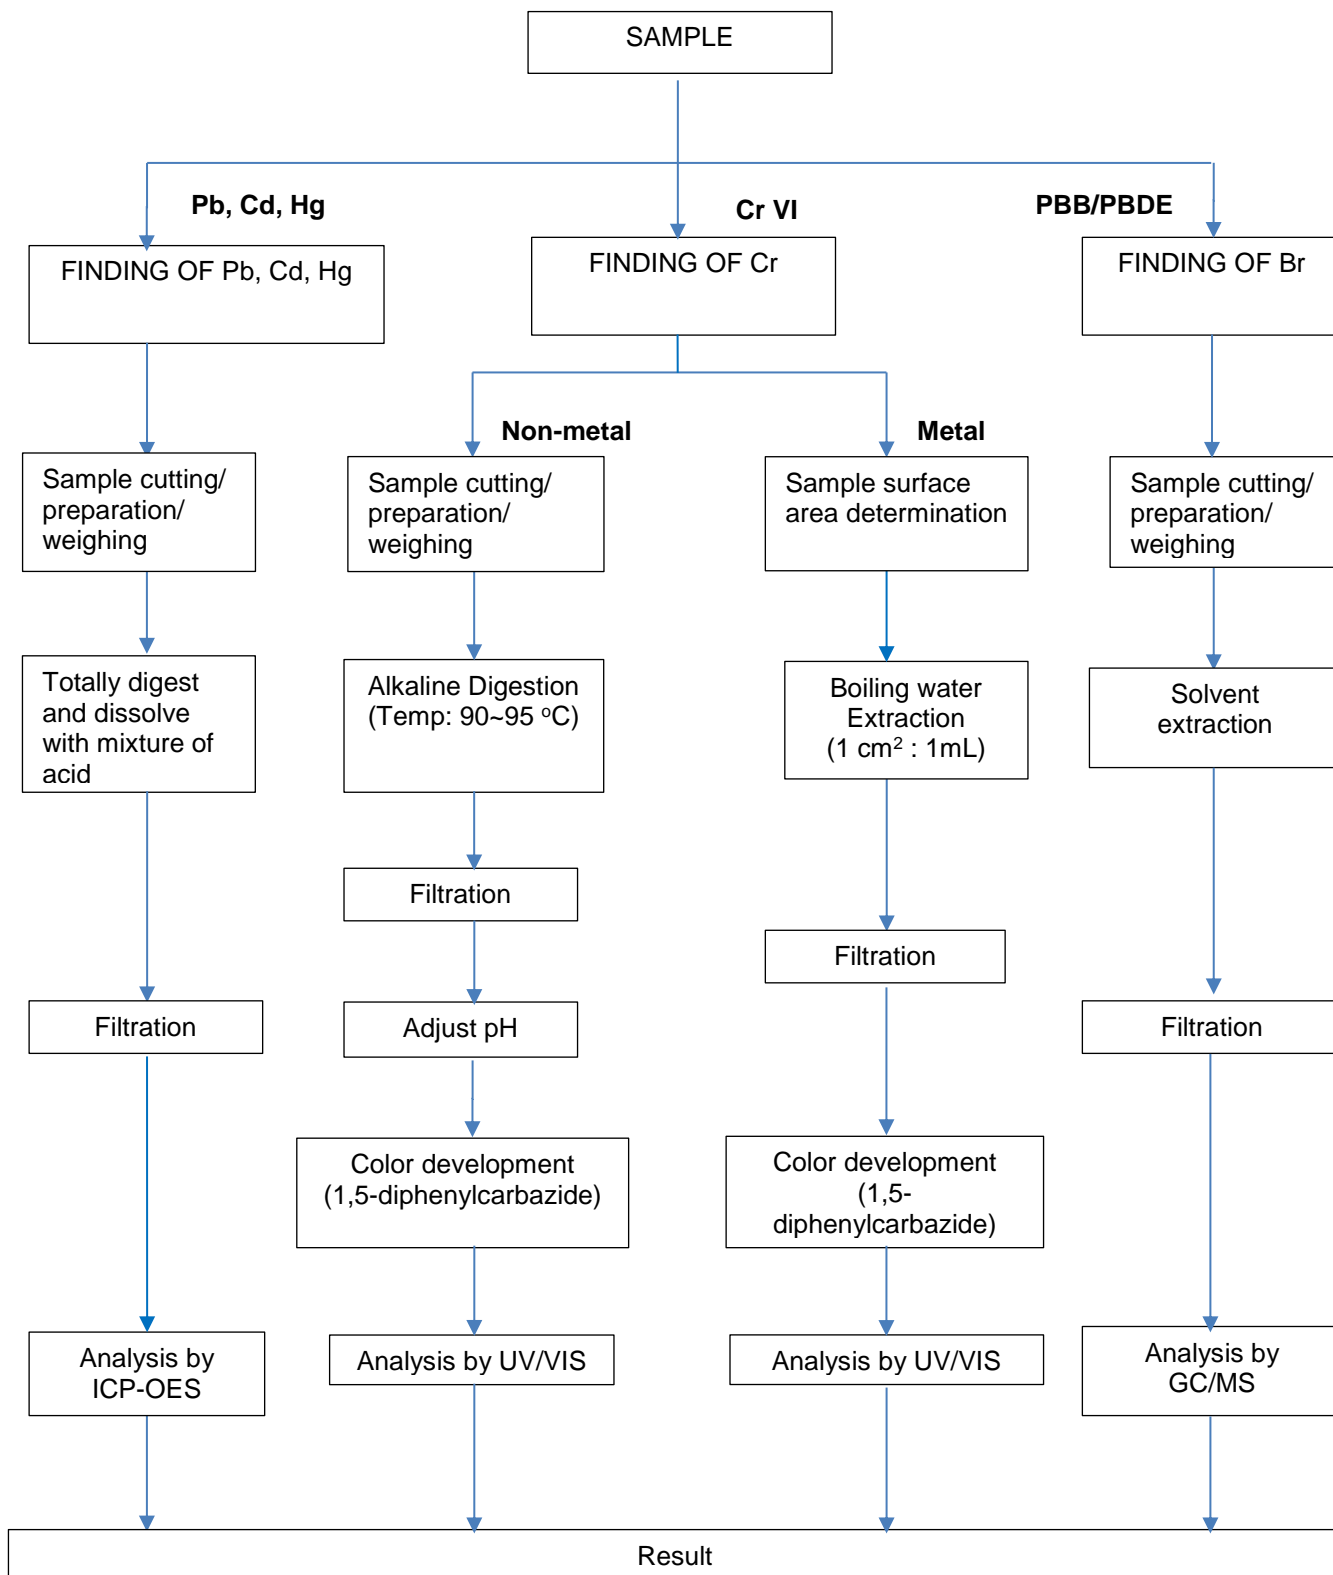 SAMPLE
Pb, Cd, Hg
Cr VI
PBB/PBDE
FINDING OF Pb, Cd, Hg
FINDING OF Cr
FINDING OF Br
Non-metal
Metal
Sample cutting/
preparation/
weighing
Sample cutting/
preparation/
weighing
Sample surface
area determination
Sample cutting/
preparation/
weighing
Totally digest
and dissolve
with mixture of
acid
Alkaline Digestion
(Temp: 90~95 °C)
Boiling water
Extraction
(1 cm² : 1mL)
Solvent
extraction
Filtration
Filtration
Filtration
Adjust pH
Filtration
Color development
(1,5-diphenylcarbazide)
Color development
(1,5-
diphenylcarbazide)
Analysis by
ICP-OES
Analysis by UV/VIS
Analysis by UV/VIS
Analysis by
GC/MS
Result